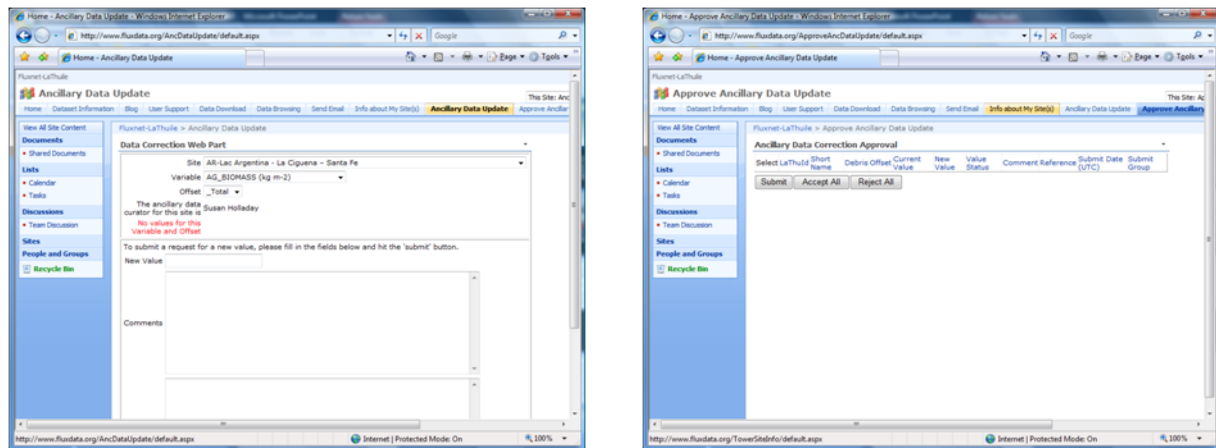 Home - Ancillary Data Update - Windows Internet Explorer
http://www.fluxdata.org/AncDataUpdate/default.aspx
Google
Home - Ancillary Data Update
Page
Tools
Fluxnet-LaThuile
Ancillary Data Update
This Site: Anc
Home Dataset Information Blog User Support Data Download Data Browsing Send Email Info about My Site(s) Ancillary Data Update Approve Ancillar
View All Site Content
Documents
Shared Documents
Lists
Calendar
Tasks
Discussions
Team Discussion
Sites
People and Groups
Recycle Bin
Fluxnet-LaThuile > Ancillary Data Update
Data Correction Web Part
Site AR-Lac Argentina - La Ciguena – Santa Fe
Variable AG_BIOMASS (kg m-2)
Offset _Total
The ancillary data
curator for this site is Susan Holladay
No values for this
Variable and Offset
To submit a request for a new value, please fill in the fields below and hit the 'submit' button.
New Value
Comments
http://www.fluxdata.org/AncDataUpdate/default.aspx
Internet | Protected Mode: On
100%
Home - Approve Ancillary Data Update - Windows Internet Explorer
http://www.fluxdata.org/ApproveAncDataUpdate/default.aspx
Google
Home - Approve Ancillary Data Update
Page
Tools
Fluxnet-LaThuile
Approve Ancillary Data Update
This Site: Ap
Home Dataset Information Blog User Support Data Download Data Browsing Send Email Info about My Site(s) Ancillary Data Update Approve Ancillary
View All Site Content
Documents
Shared Documents
Lists
Calendar
Tasks
Discussions
Team Discussion
Sites
People and Groups
Recycle Bin
Fluxnet-LaThuile > Approve Ancillary Data Update
Ancillary Data Correction Approval
Select LaThuId Short Name Debris Offset Current Value New Value Value Status Comment Reference Submit Date (UTC) Submit Group
Submit
Accept All
Reject All
http://www.fluxdata.org/TowerSiteInfo/default.aspx
Internet | Protected Mode: On
100%